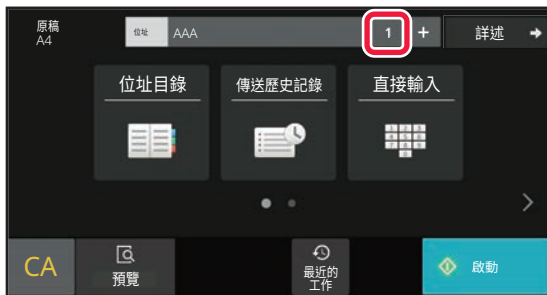 原稿
A4
位址 AAA 1 + 詳述
位址目錄 傳送歷史記錄 直接輸入
CA
預覽
最近的
工作
啟動